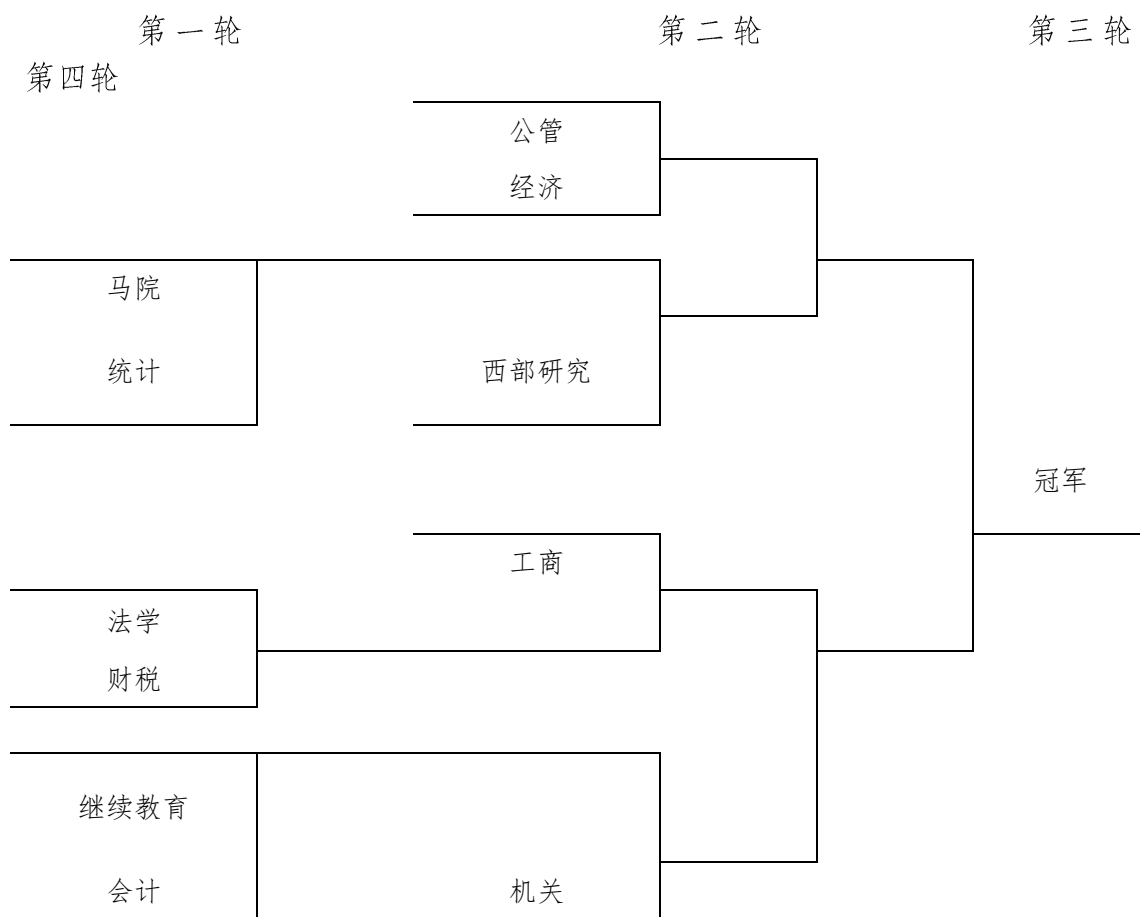 第一轮 第二轮 第三轮
第四轮
公管
经济
马院
统计 西部研究
冠军
工商
法学
财税
继续教育
会计 机关